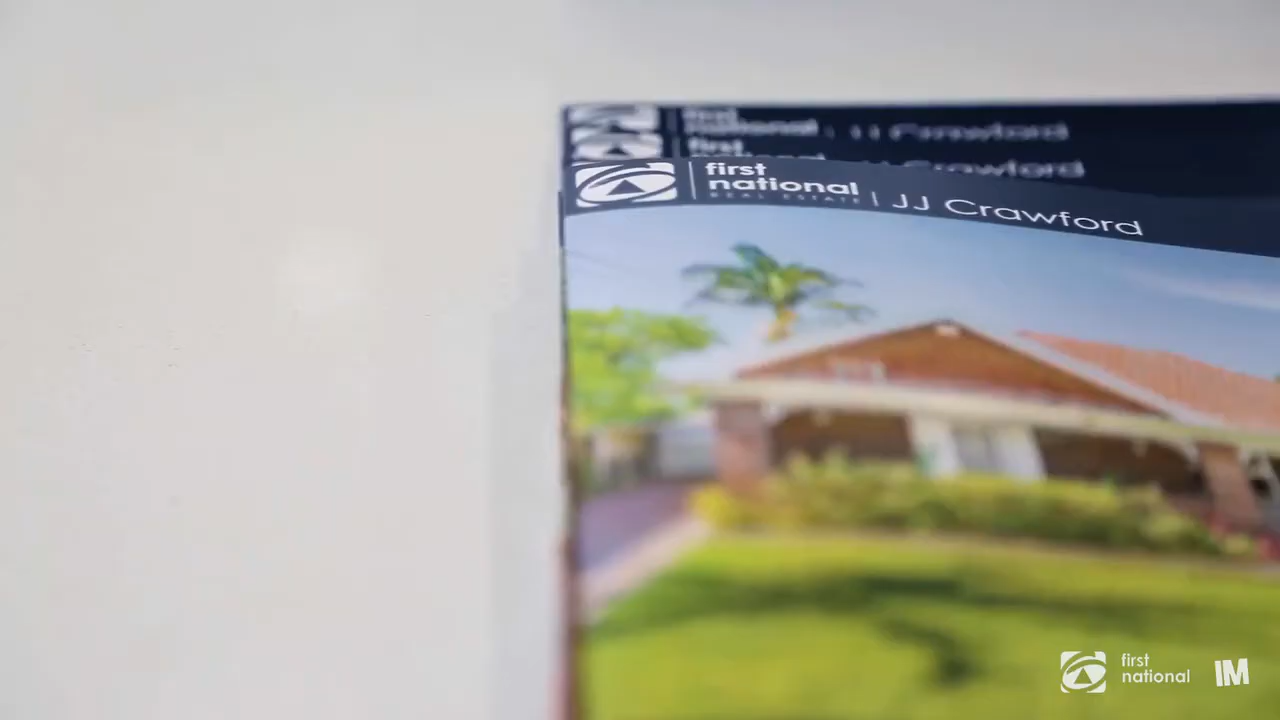 first
national | JJ Crawford
REAL ESTATE
first
national
IM